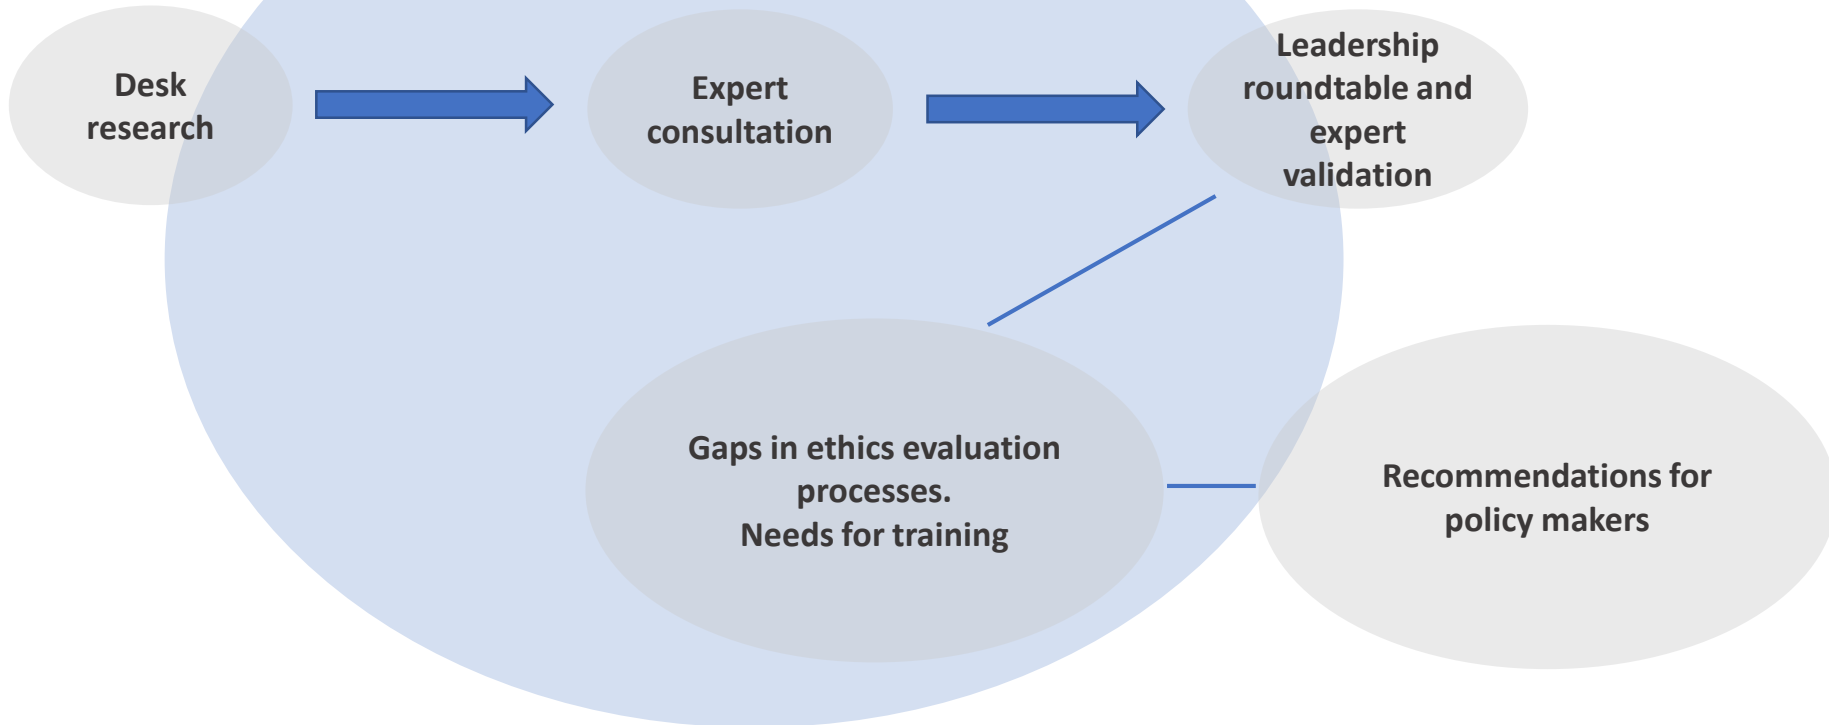 Desk
research
Expert
consultation
Leadership
roundtable and
expert
validation
Gaps in ethics evaluation
processes.
Needs for training
Recommendations for
policy makers